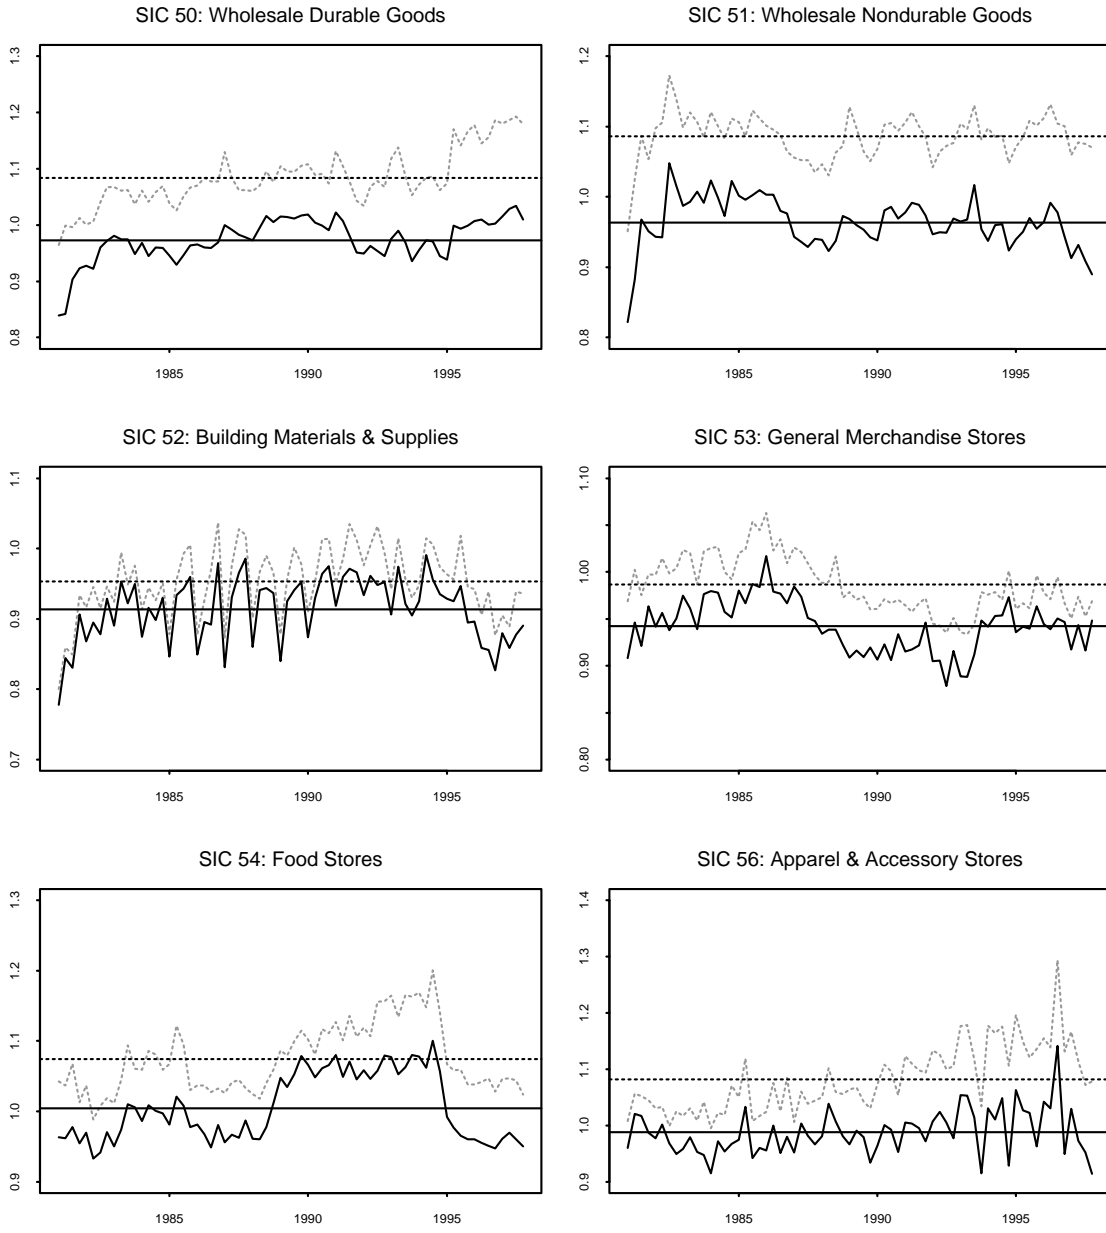 SIC 50: Wholesale Durable Goods
1.3
1.2
1.1
1.0
0.9
0.8
1985 1990 1995
SIC 51: Wholesale Nondurable Goods
1.2
1.1
1.0
0.9
0.8
1985 1990 1995
SIC 52: Building Materials & Supplies
1.1
1.0
0.9
0.8
0.7
1985 1990 1995
SIC 53: General Merchandise Stores
1.10
1.00
0.90
0.80
1985 1990 1995
SIC 54: Food Stores
1.3
1.2
1.1
1.0
0.9
1985 1990 1995
SIC 56: Apparel & Accessory Stores
1.4
1.3
1.2
1.1
1.0
0.9
1985 1990 1995